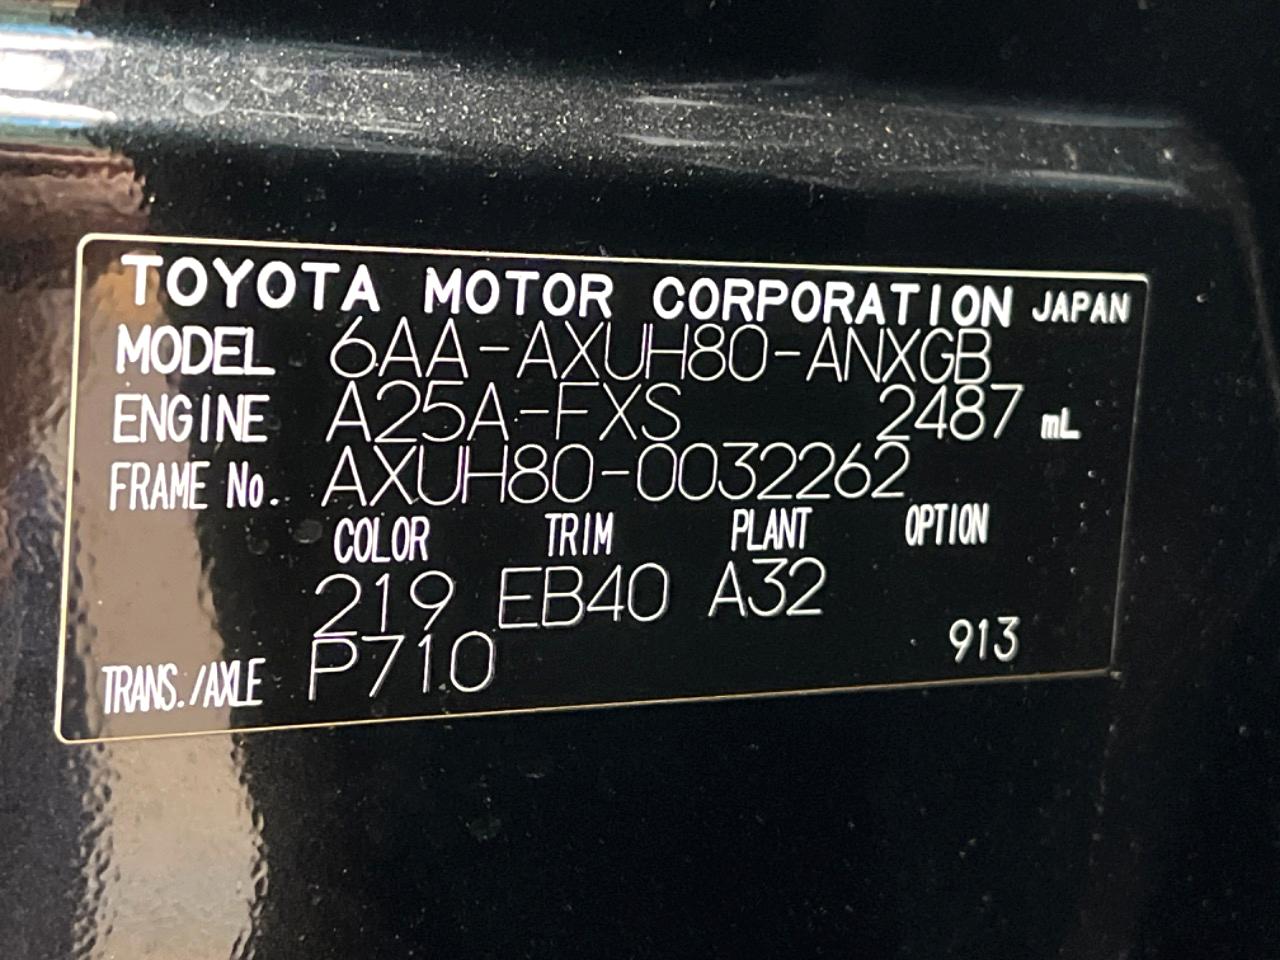 TOYOTA MOTOR CORPORATION JAPAN
MODEL 6AA-AXUH80-ANXGB
ENGINE A25A-FXS 2487 mL
FRAME No. AXUH80-0032262
COLOR TRIM PLANT OPTION
219 EB40 A32
TRANS./AXLE P710 913